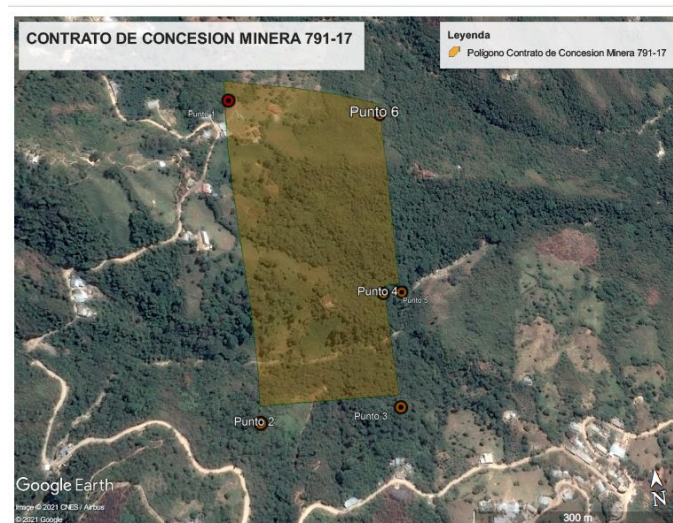 CONTRATO DE CONCESION MINERA 791-17
Leyenda
Polígono Contrato de Concesion Minera 791-17
Punto 1
Punto 6
Punto 4
Punto 5
Punto 2
Punto 3
Google Earth
Image © 2021 CNES / Airbus
© 2021 Google
300 m
N